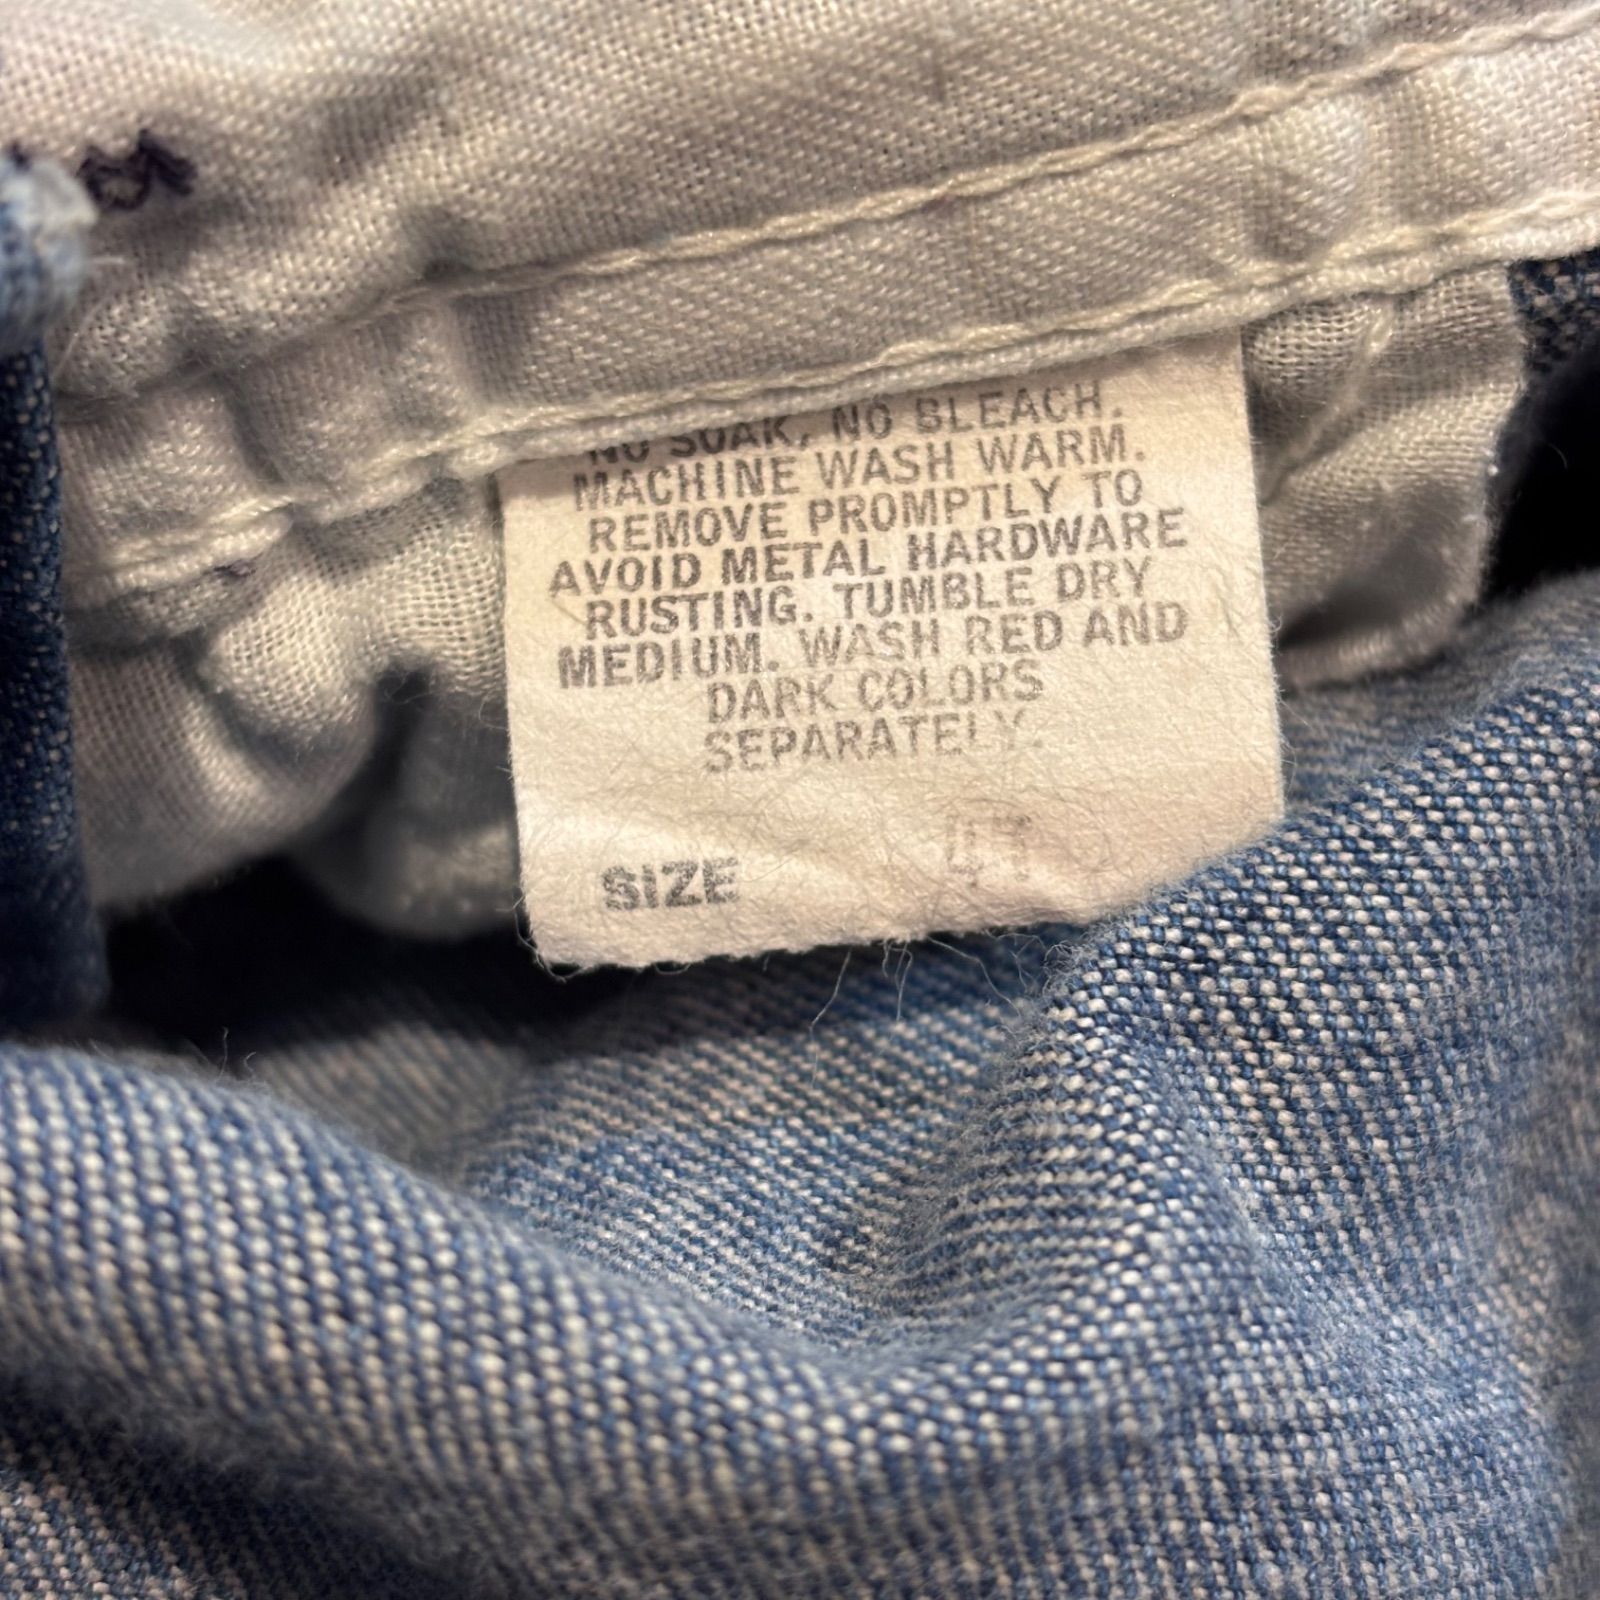 NO SOAK, NO BLEACH.
MACHINE WASH WARM.
REMOVE PROMPTLY TO
AVOID METAL HARDWARE
RUSTING. TUMBLE DRY
MEDIUM. WASH RED AND
DARK COLORS
SEPARATELY.
SIZE